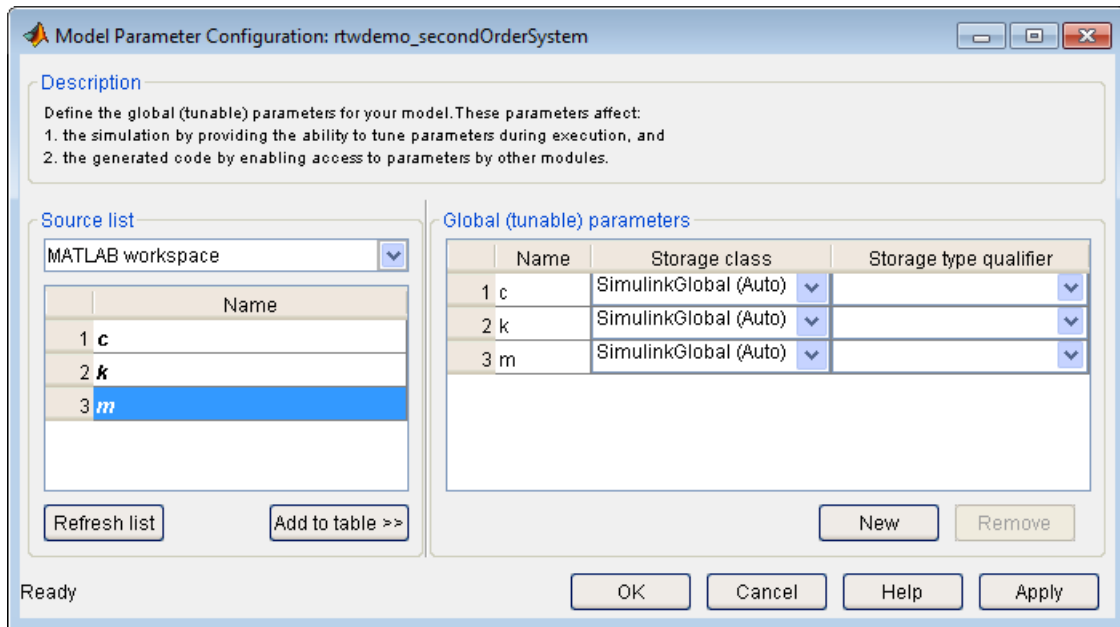 Model Parameter Configuration: rtwdemo_secondOrderSystem
Description
Define the global (tunable) parameters for your model.These parameters affect:
1. the simulation by providing the ability to tune parameters during execution, and
2. the generated code by enabling access to parameters by other modules.
Source list
MATLAB workspace
Name
1 c
2 k
3 m
Refresh list Add to table >>
Global (tunable) parameters
Name Storage class Storage type qualifier
1 c SimulinkGlobal (Auto)
2 k SimulinkGlobal (Auto)
3 m SimulinkGlobal (Auto)
New Remove
Ready OK Cancel Help Apply